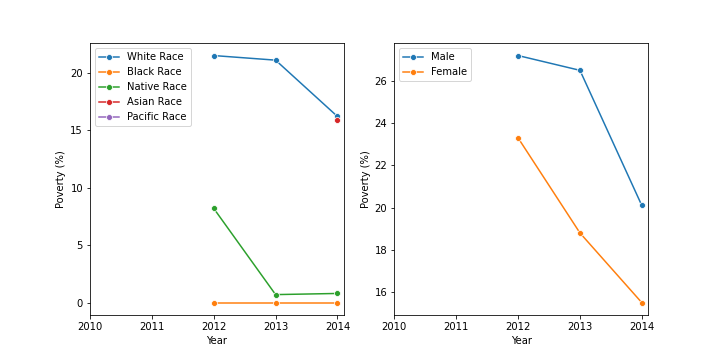 White Race
Black Race
Native Race
Asian Race
Pacific Race
Poverty (%)
20
15
10
5
0
2010 2011 2012 2013 2014
Year
Male
Female
Poverty (%)
26
24
22
20
18
16
2010 2011 2012 2013 2014
Year